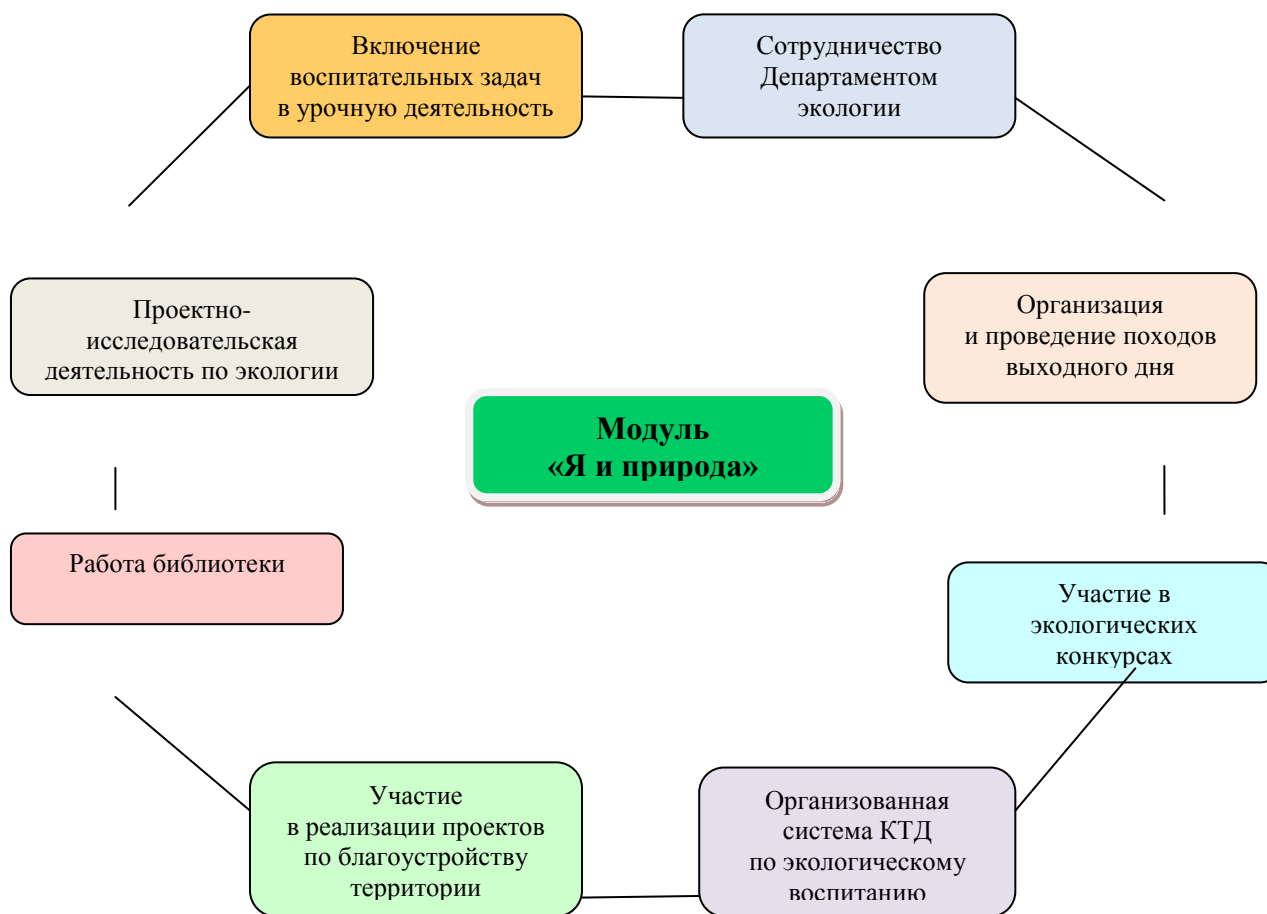 Включение
воспитательных задач
в урочную деятельность
Сотрудничество
Департаментом
экологии
Проектно-
исследовательская
деятельность по экологии
Организация
и проведение походов
выходного дня
Модуль
«Я и природа»
Работа библиотеки
Участие в
экологических
конкурсах
Участие
в реализации проектов
по благоустройству
территории
Организованная
система КТД
по экологическому
воспитанию